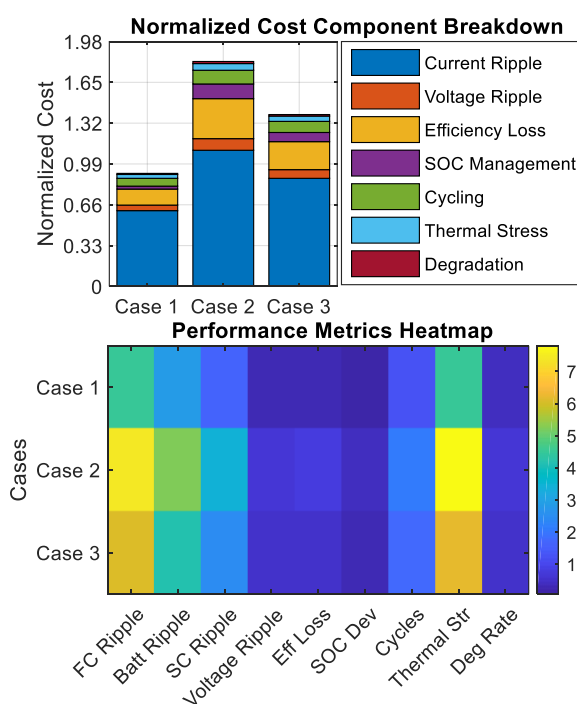 Normalized Cost Component Breakdown
Normalized Cost
1.98
1.65
1.32
0.99
0.66
0.33
0
Case 1
Case 2
Case 3
Current Ripple
Voltage Ripple
Efficiency Loss
SOC Management
Cycling
Thermal Stress
Degradation
Performance Metrics Heatmap
Cases
Case 1
Case 2
Case 3
FC Ripple
Batt Ripple
SC Ripple
Voltage Ripple
Eff Loss
SOC Dev
Cycles
Thermal Str
Deg Rate
7
6
5
4
3
2
1